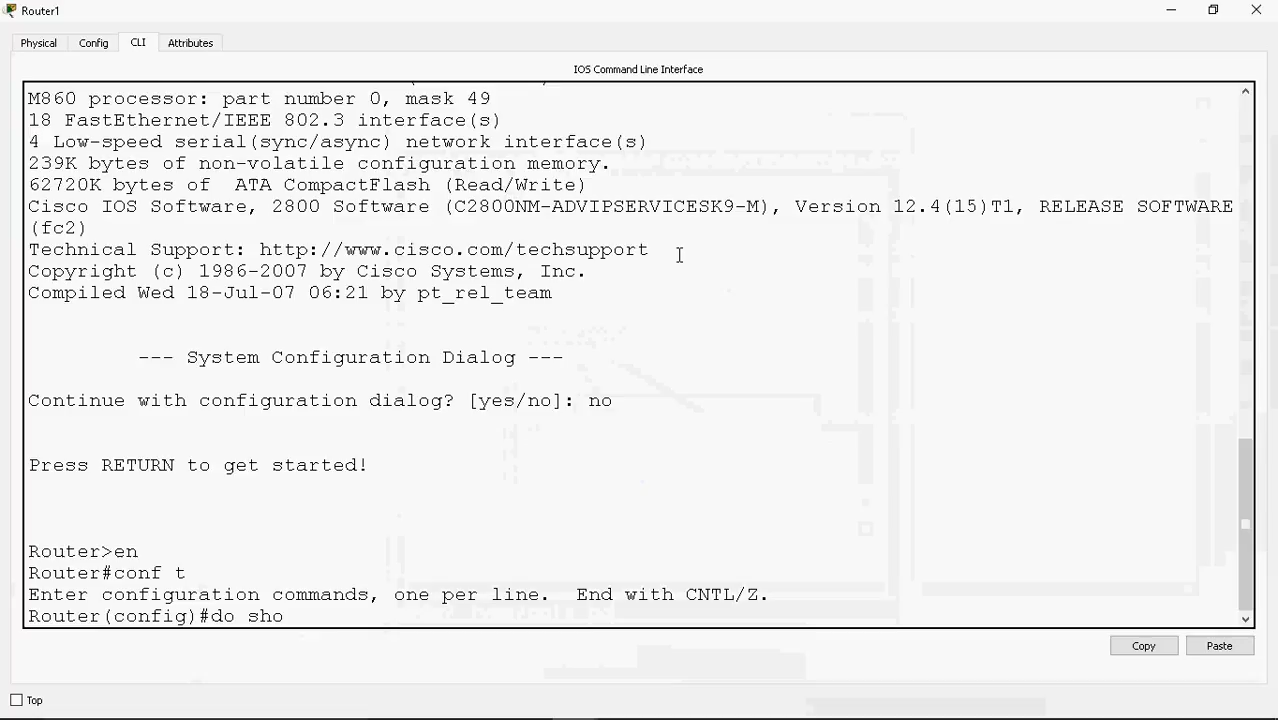 Router1
Physical
Config
CLI
Attributes
IOS Command Line Interface
M860 processor: part number 0, mask 49
18 FastEthernet/IEEE 802.3 interface(s)
4 Low-speed serial(sync/async) network interface(s)
239K bytes of non-volatile configuration memory.
62720K bytes of  ATA CompactFlash (Read/Write)
Cisco IOS Software, 2800 Software (C2800NM-ADVIPSERVICESK9-M), Version 12.4(15)T1, RELEASE SOFTWARE
(fc2)
Technical Support: http://www.cisco.com/techsupport
Copyright (c) 1986-2007 by Cisco Systems, Inc.
Compiled Wed 18-Jul-07 06:21 by pt_rel_team
--- System Configuration Dialog ---
Continue with configuration dialog? [yes/no]: no
Press RETURN to get started!
Router>en
Router#conf t
Enter configuration commands, one per line.  End with CNTL/Z.
Router(config)#do sho
Copy
Paste
Top